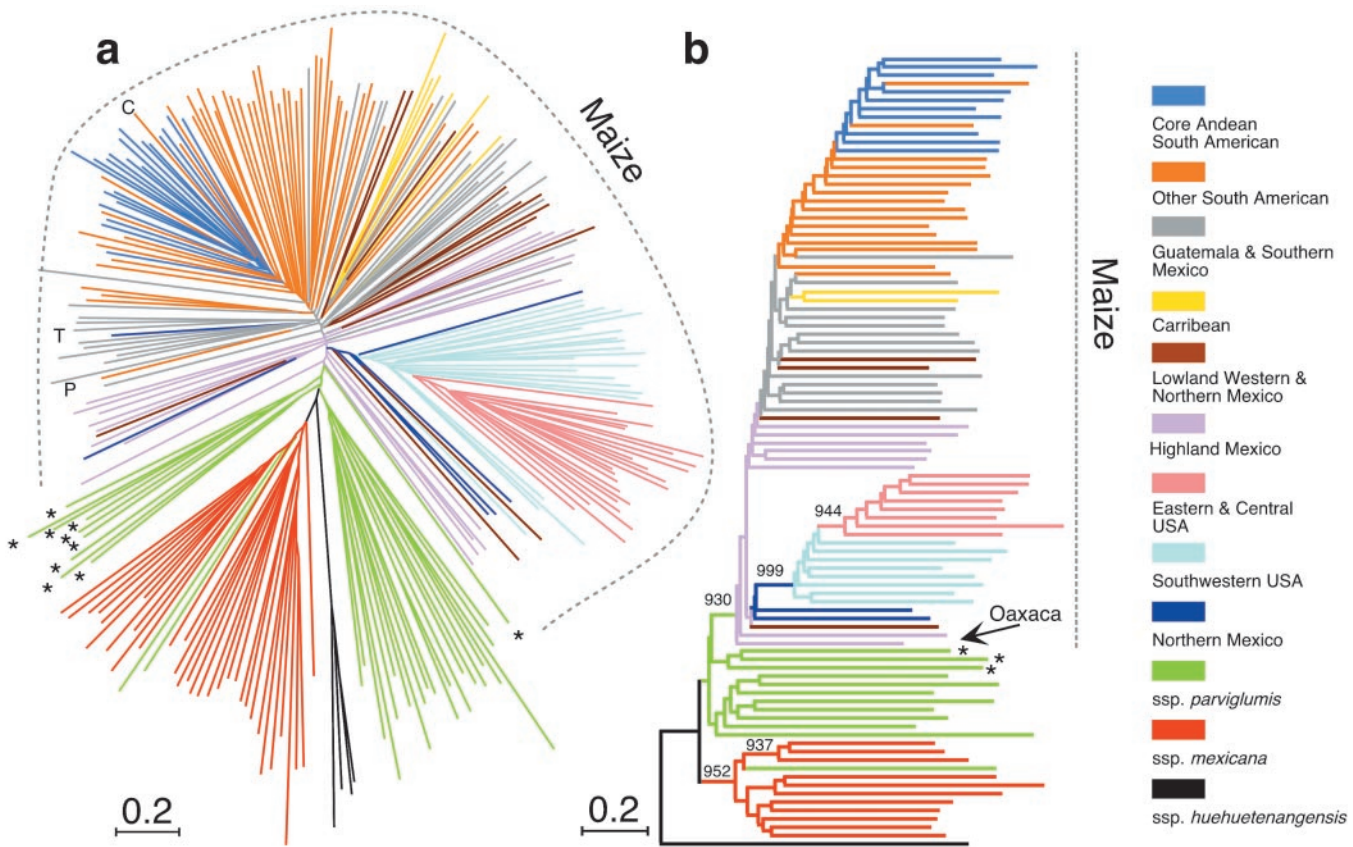 a
b
C
Maize
T
P
*
*
*
*
*
*
*
*
*
0.2
944
999
930
Oaxaca
*
*
*
937
952
0.2
Maize
Core Andean
South American
Other South American
Guatemala & Southern
Mexico
Carribean
Lowland Western &
Northern Mexico
Highland Mexico
Eastern & Central
USA
Southwestern USA
Northern Mexico
ssp. parviglumis
ssp. mexicana
ssp. huehuetenangensis